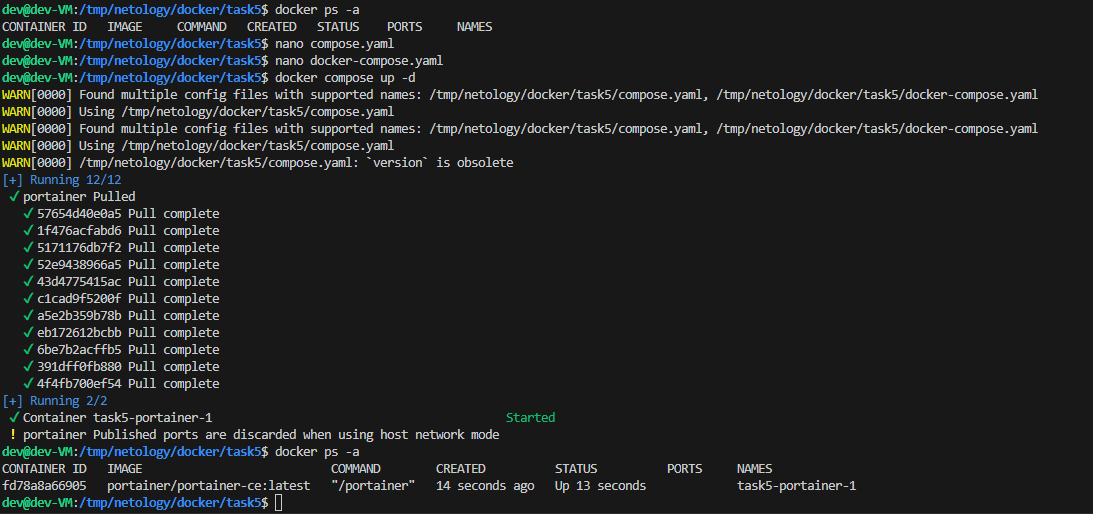 dev@dev-VM:/tmp/netology/docker/task5$ docker ps -a
CONTAINER ID   IMAGE     COMMAND   CREATED   STATUS    PORTS     NAMES
dev@dev-VM:/tmp/netology/docker/task5$ nano compose.yaml
dev@dev-VM:/tmp/netology/docker/task5$ nano docker-compose.yaml
dev@dev-VM:/tmp/netology/docker/task5$ docker compose up -d
WARN[0000] Found multiple config files with supported names: /tmp/netology/docker/task5/compose.yaml, /tmp/netology/docker/task5/docker-compose.yaml
WARN[0000] Using /tmp/netology/docker/task5/compose.yaml
WARN[0000] Found multiple config files with supported names: /tmp/netology/docker/task5/compose.yaml, /tmp/netology/docker/task5/docker-compose.yaml
WARN[0000] Using /tmp/netology/docker/task5/compose.yaml
WARN[0000] /tmp/netology/docker/task5/compose.yaml: `version` is obsolete
[+] Running 12/12
✔ portainer Pulled
✔ 57654d40e0a5 Pull complete
✔ 1f476acfabd6 Pull complete
✔ 5171176db7f2 Pull complete
✔ 52e9438966a5 Pull complete
✔ 43d4775415ac Pull complete
✔ c1cad9f5200f Pull complete
✔ a5e2b359b78b Pull complete
✔ eb172612bcbb Pull complete
✔ 6be7b2acffb5 Pull complete
✔ 391dff0fb880 Pull complete
✔ 4f4fb700ef54 Pull complete
[+] Running 2/2
✔ Container task5-portainer-1 Started
! portainer Published ports are discarded when using host network mode
dev@dev-VM:/tmp/netology/docker/task5$ docker ps -a
CONTAINER ID   IMAGE   COMMAND   CREATED   STATUS   PORTS   NAMES
fd78a8a66905   portainer/portainer-ce:latest   "/portainer"   14 seconds ago   Up 13 seconds   task5-portainer-1
dev@dev-VM:/tmp/netology/docker/task5$